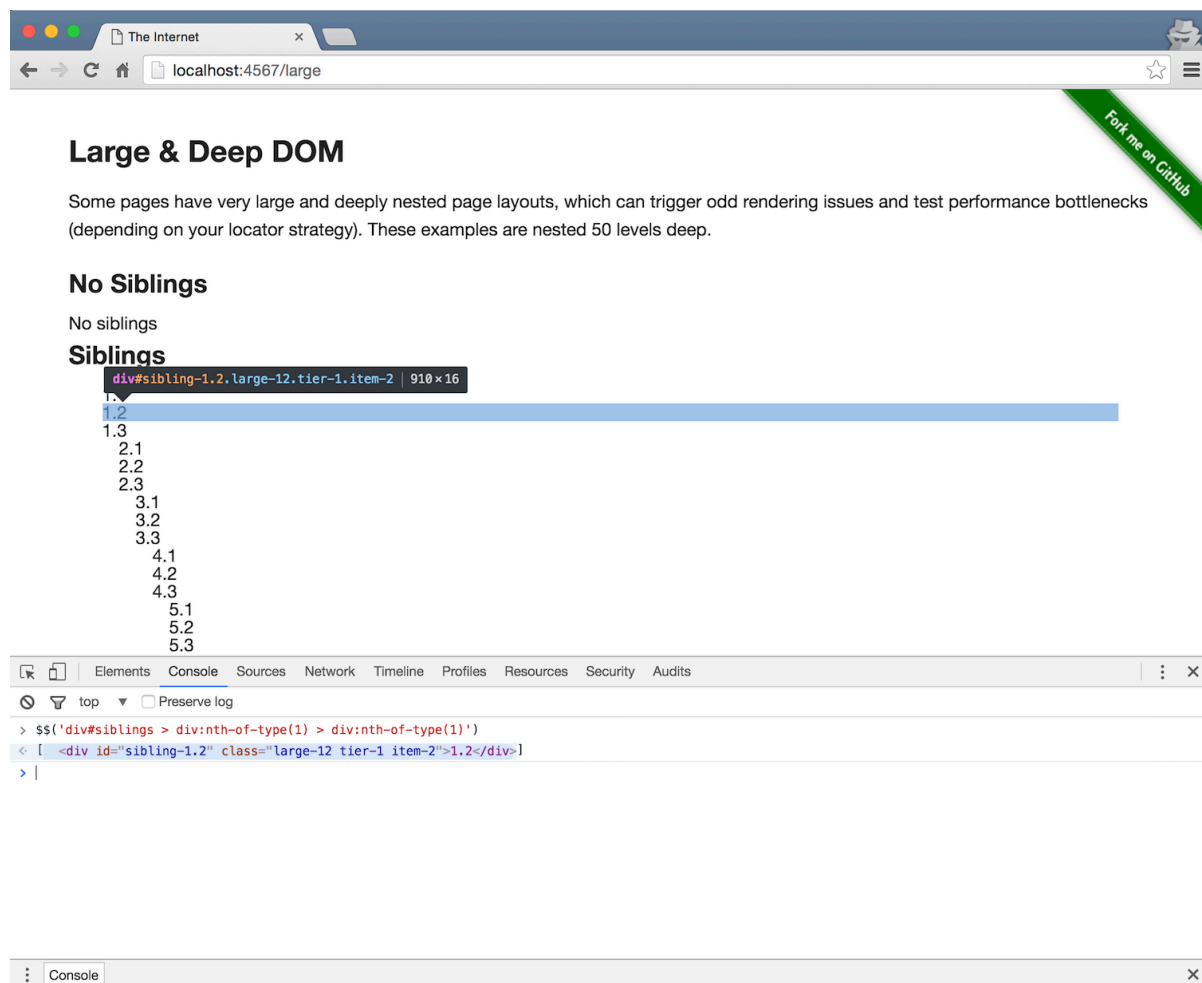 The Internet
localhost:4567/large
Fork me on GitHub
Large & Deep DOM
Some pages have very large and deeply nested page layouts, which can trigger odd rendering issues and test performance bottlenecks
(depending on your locator strategy). These examples are nested 50 levels deep.
No Siblings
No siblings
Siblings
div#sibling-1.2.large-12.tier-1.item-2 | 910×16
1.2
1.3
2.1
2.2
2.3
3.1
3.2
3.3
4.1
4.2
4.3
5.1
5.2
5.3
Elements Console Sources Network Timeline Profiles Resources Security Audits
top ▼ Preserve log
> $$('div#siblings > div:nth-of-type(1) > div:nth-of-type(1)')
[ <div id="sibling-1.2" class="large-12 tier-1 item-2">1.2</div>]
>
Console